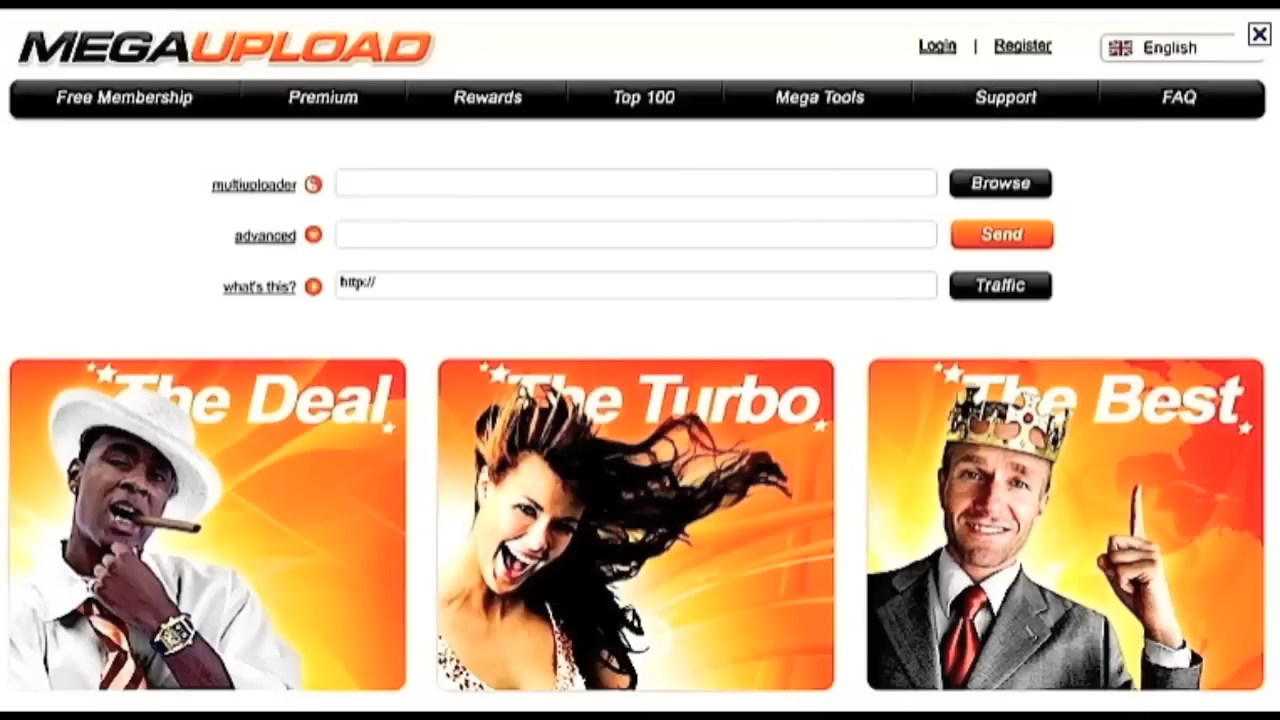 MEGAUPLOAD
Login | Register
English
Free Membership Premium Rewards Top 100 Mega Tools Support FAQ
multiuploader
Browse
advanced
Send
what's this? http://
Traffic
The Deal
The Turbo
The Best